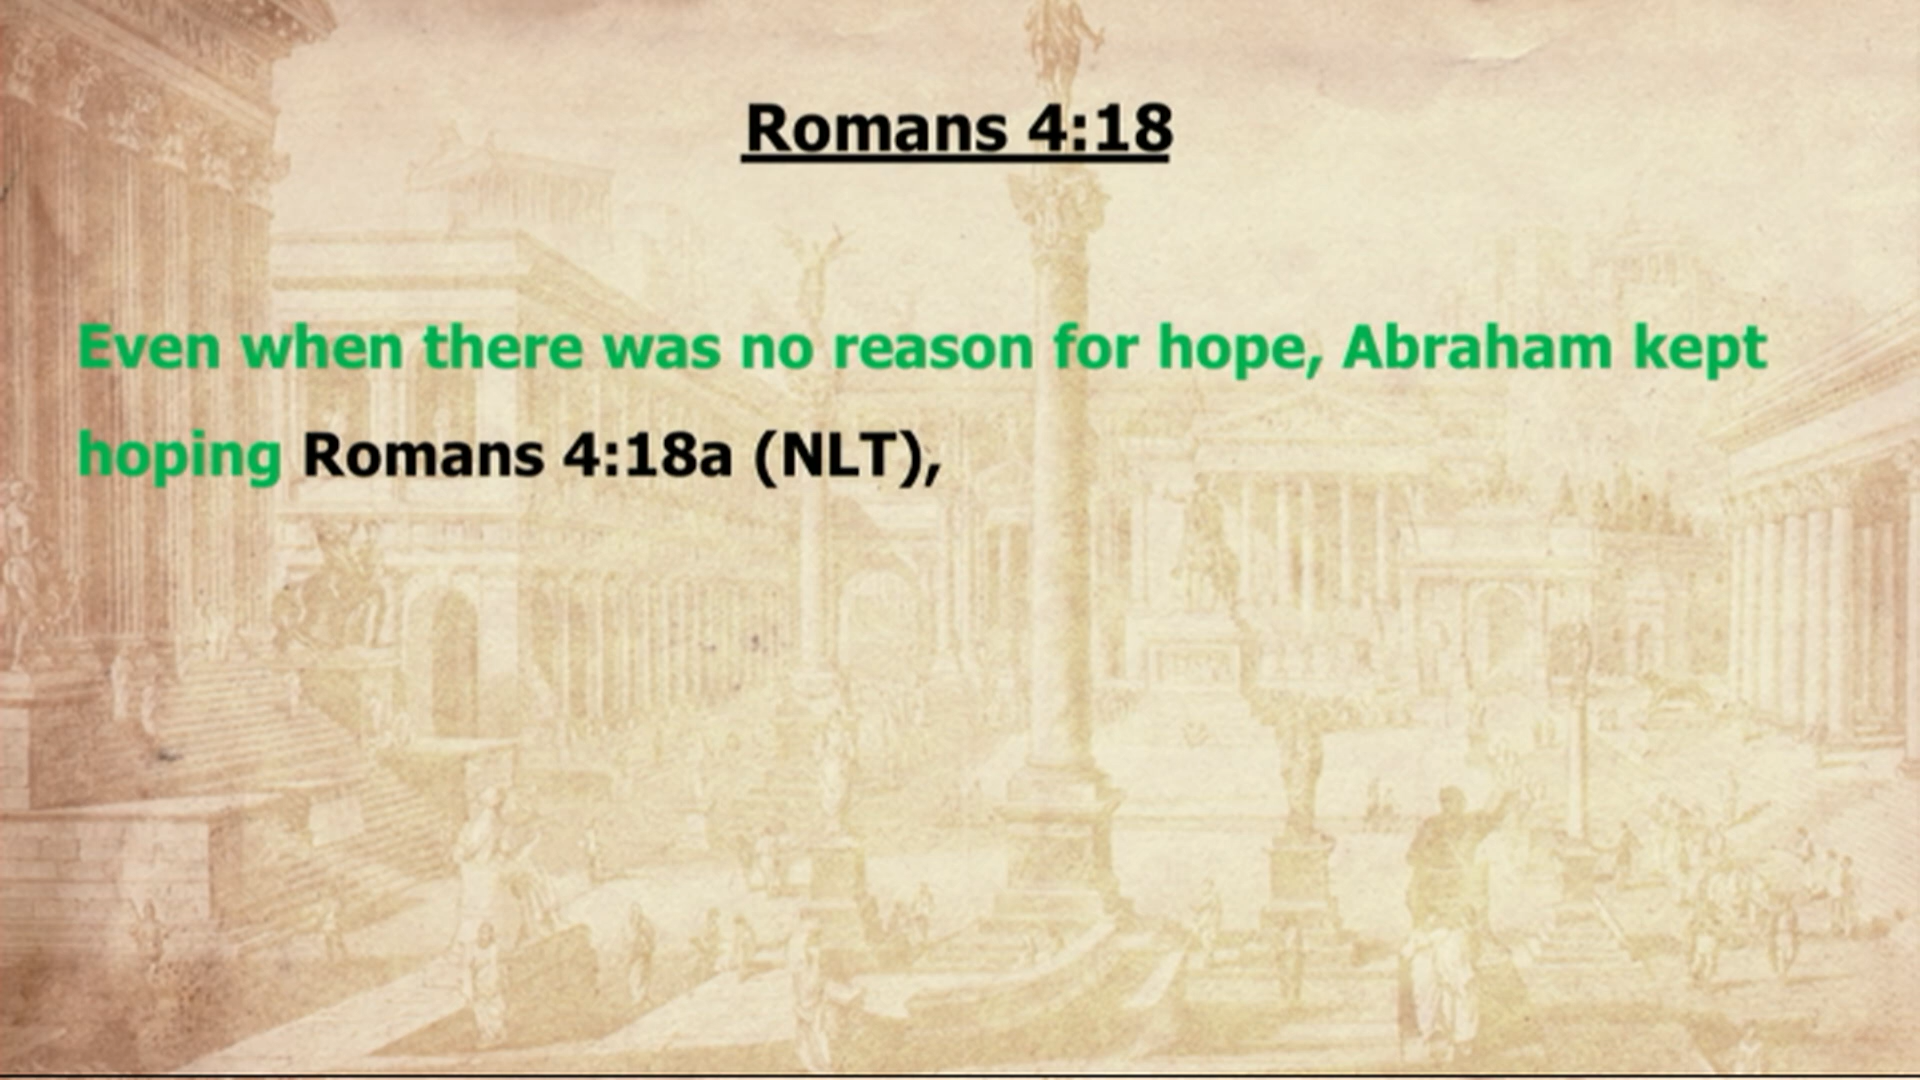 Romans 4:18
Even when there was no reason for hope, Abraham kept
hoping Romans 4:18a (NLT),